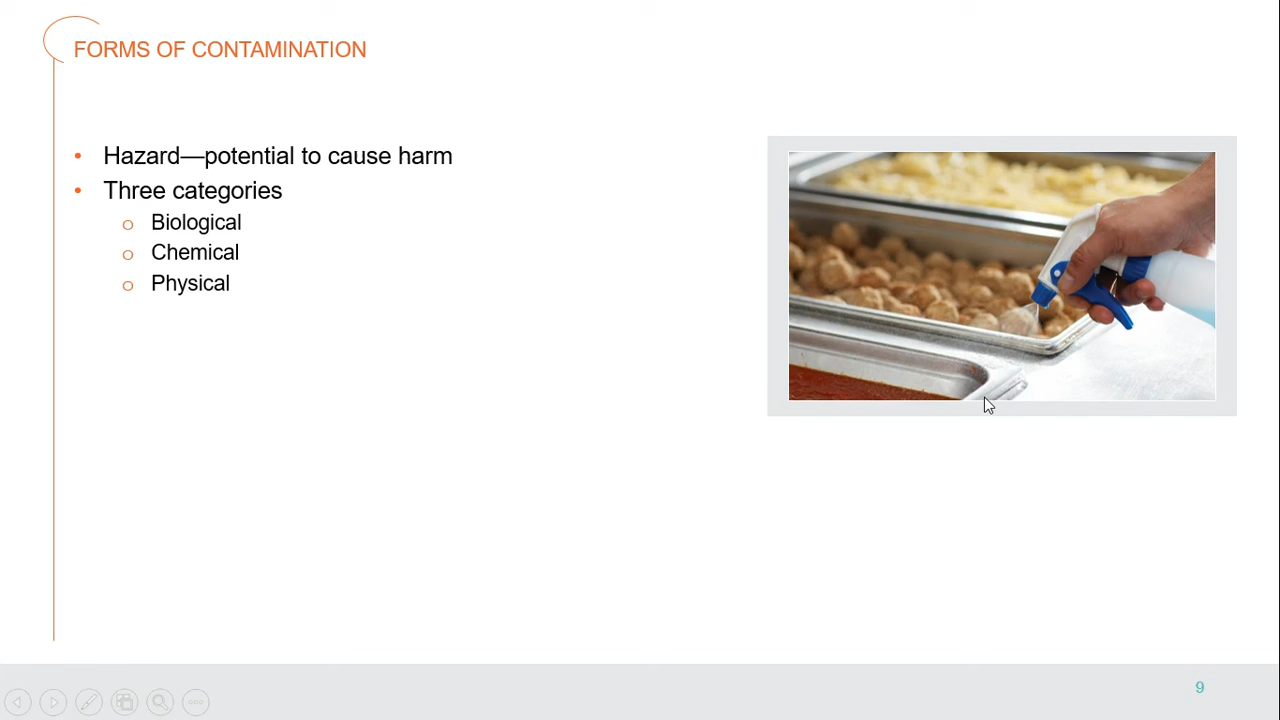 FORMS OF CONTAMINATION
• Hazard—potential to cause harm
• Three categories
o Biological
o Chemical
o Physical
9